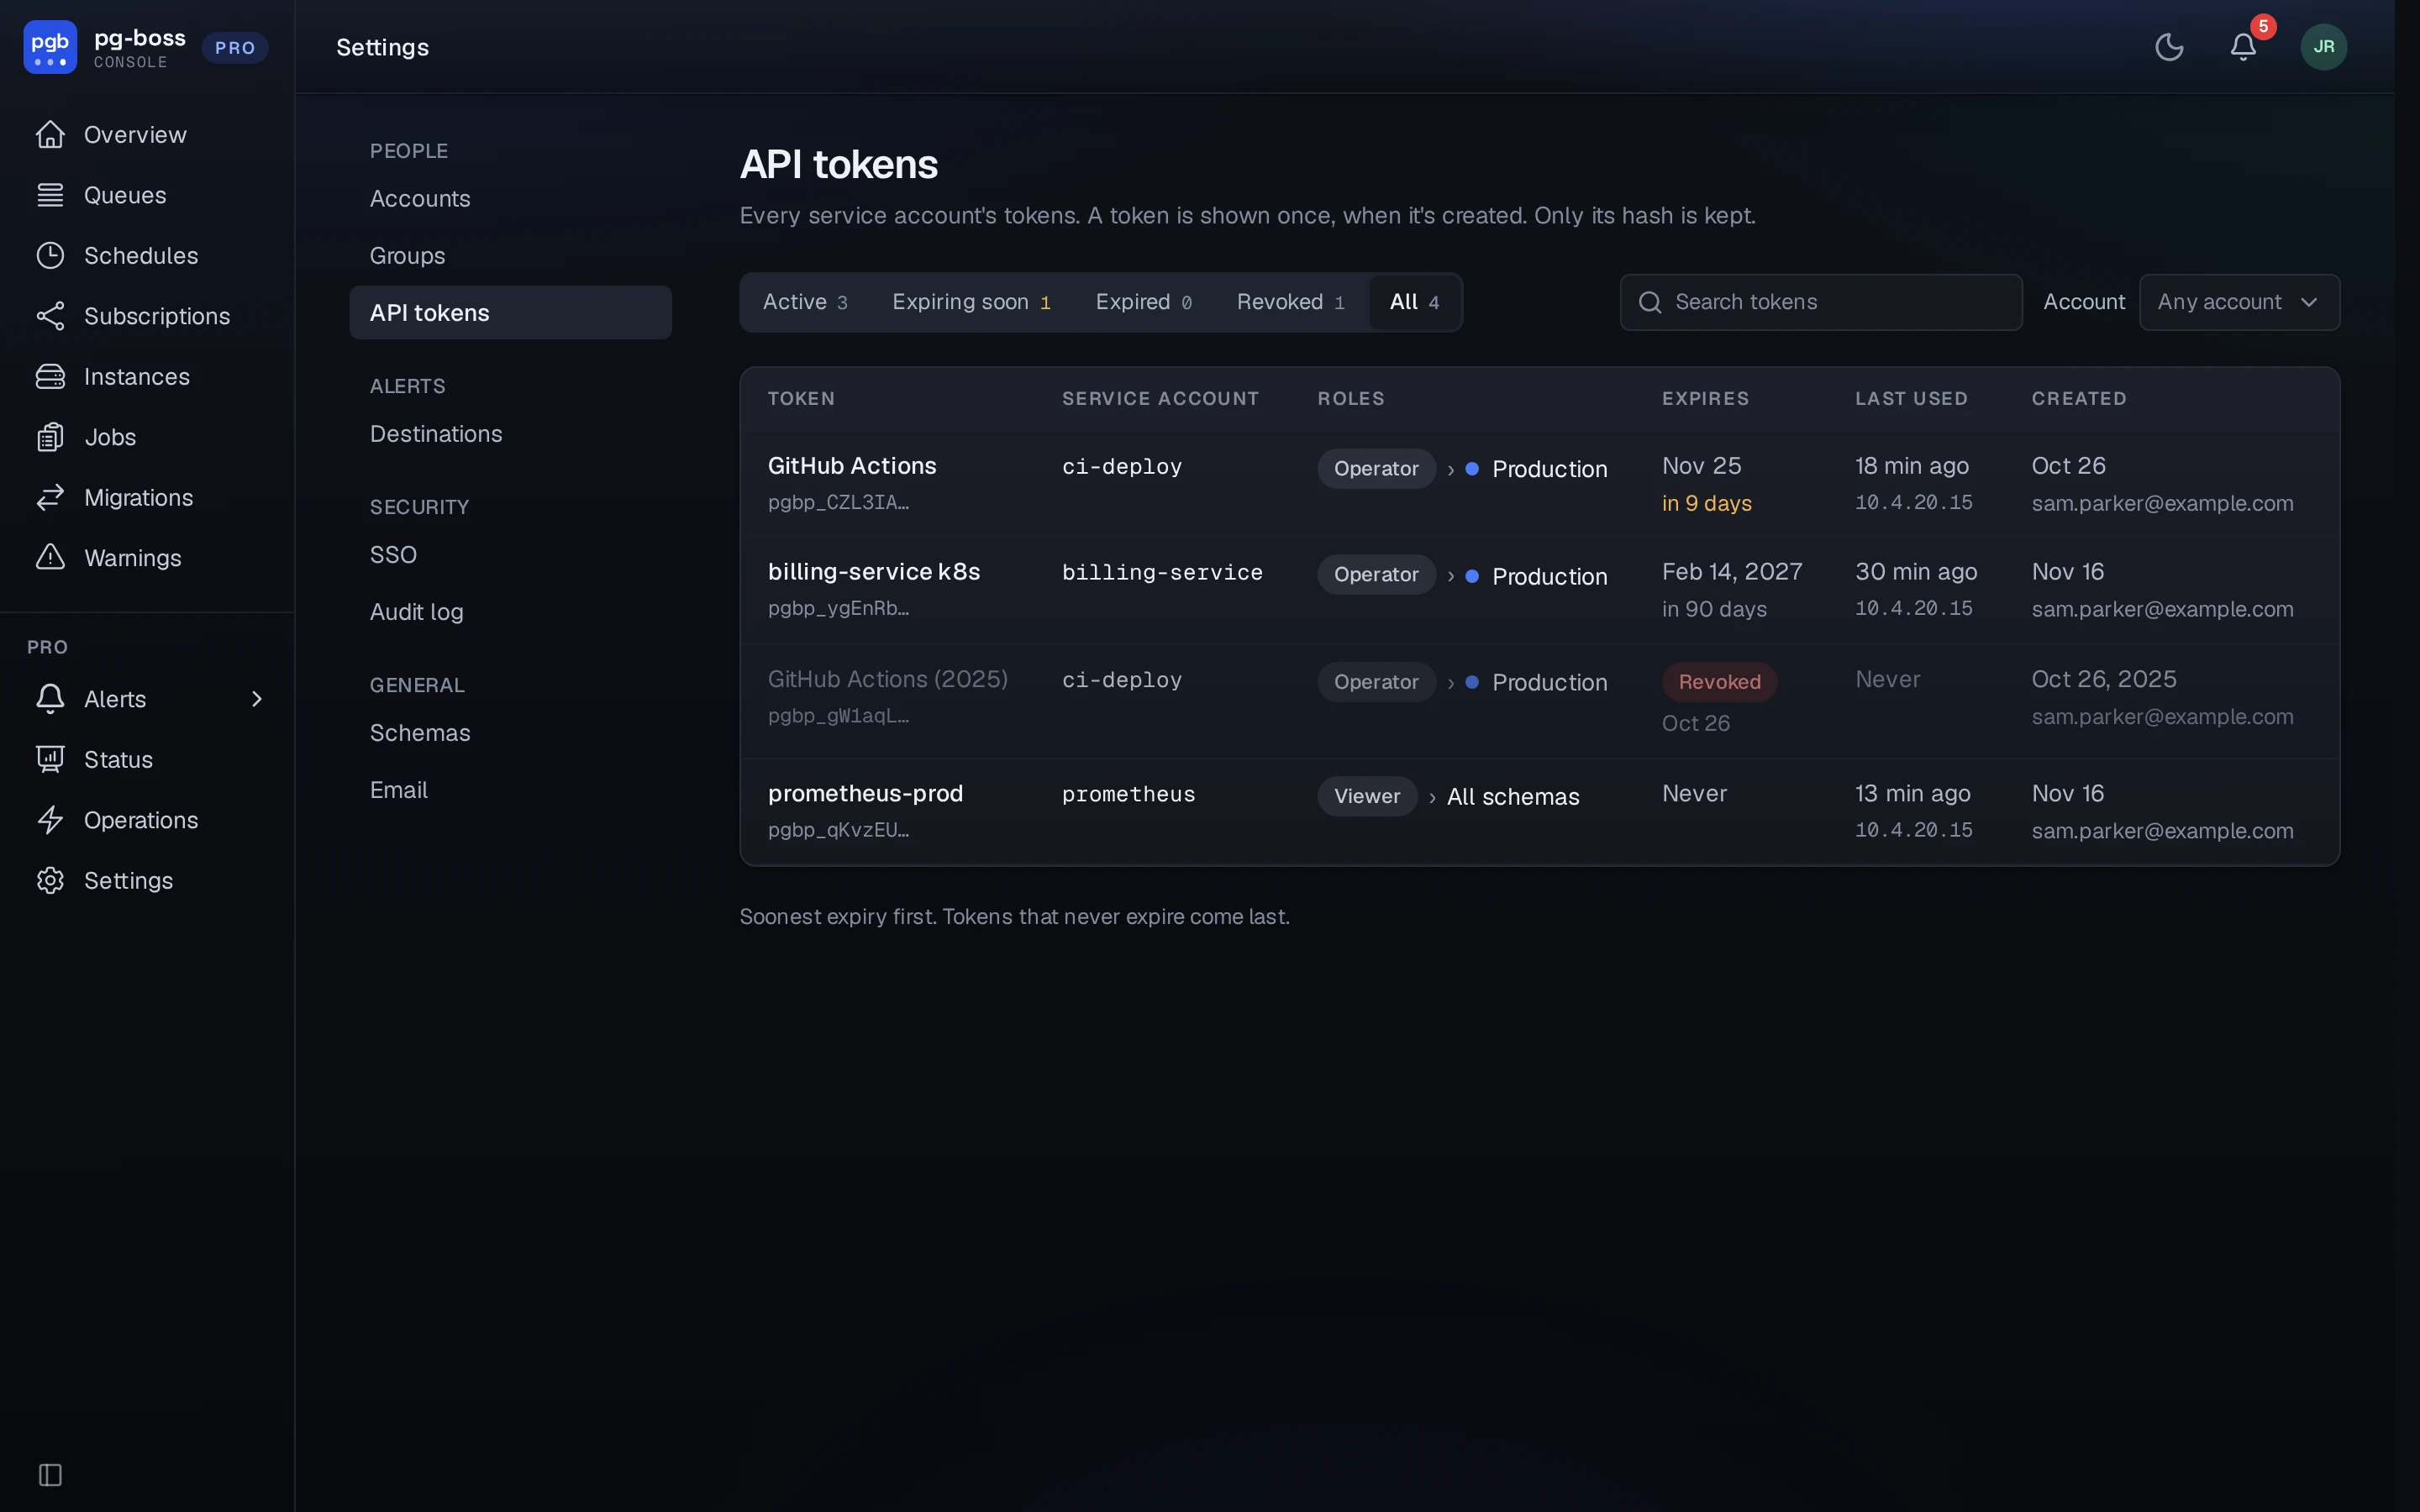 pgb
pg-boss
CONSOLE
PRO
Settings
5
JR
Overview
Queues
Schedules
Subscriptions
Instances
Jobs
Migrations
Warnings
PRO
Alerts
Status
Operations
Settings
PEOPLE
Accounts
Groups
API tokens
ALERTS
Destinations
SECURITY
SSO
Audit log
GENERAL
Schemas
Email
API tokens
Every service account's tokens. A token is shown once, when it's created. Only its hash is kept.
Active 3 Expiring soon 1 Expired 0 Revoked 1 All 4
Search tokens
Account Any account
TOKEN SERVICE ACCOUNT ROLES EXPIRES LAST USED CREATED
GitHub Actions ci-deploy Operator › Production Nov 25 18 min ago Oct 26
pgbp_CZL3IA… in 9 days 10.4.20.15 sam.parker@example.com
billing-service k8s billing-service Operator › Production Feb 14, 2027 30 min ago Nov 16
pgbp_ygEnRb… in 90 days 10.4.20.15 sam.parker@example.com
GitHub Actions (2025) ci-deploy Operator › Production Revoked Never Oct 26, 2025
pgbp_gW1aqL… Oct 26 sam.parker@example.com
prometheus-prod prometheus Viewer › All schemas Never 13 min ago Nov 16
pgbp_qKvzEU… 10.4.20.15 sam.parker@example.com
Soonest expiry first. Tokens that never expire come last.